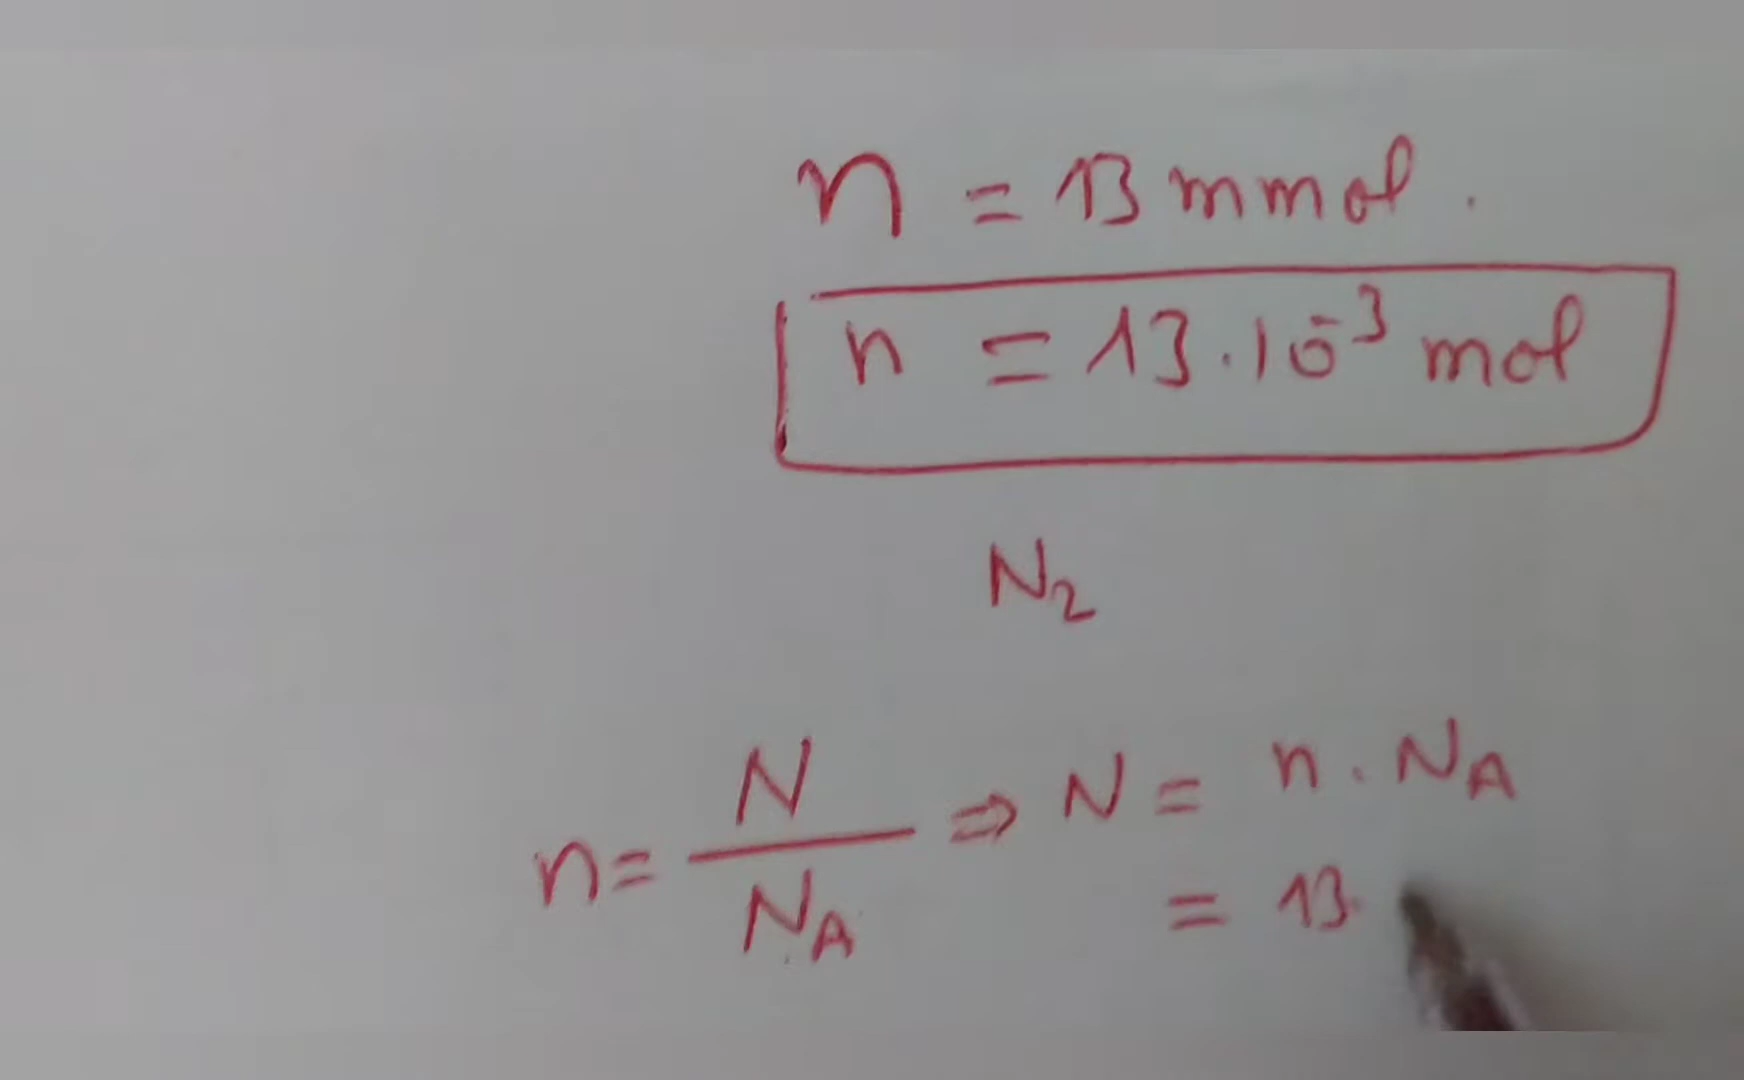 n = 13 mmol.
n = 13.10⁻³ mol
N₂
n = N / N_A ⇒ N = n . N_A
= 13.